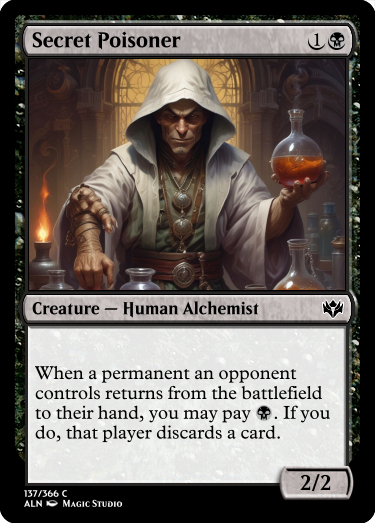 Secret Poisoner 1
Creature — Human Alchemist
When a permanent an opponent
controls returns from the battlefield
to their hand, you may pay . If you
do, that player discards a card.
2/2
137/366 C
ALN Magic Studio